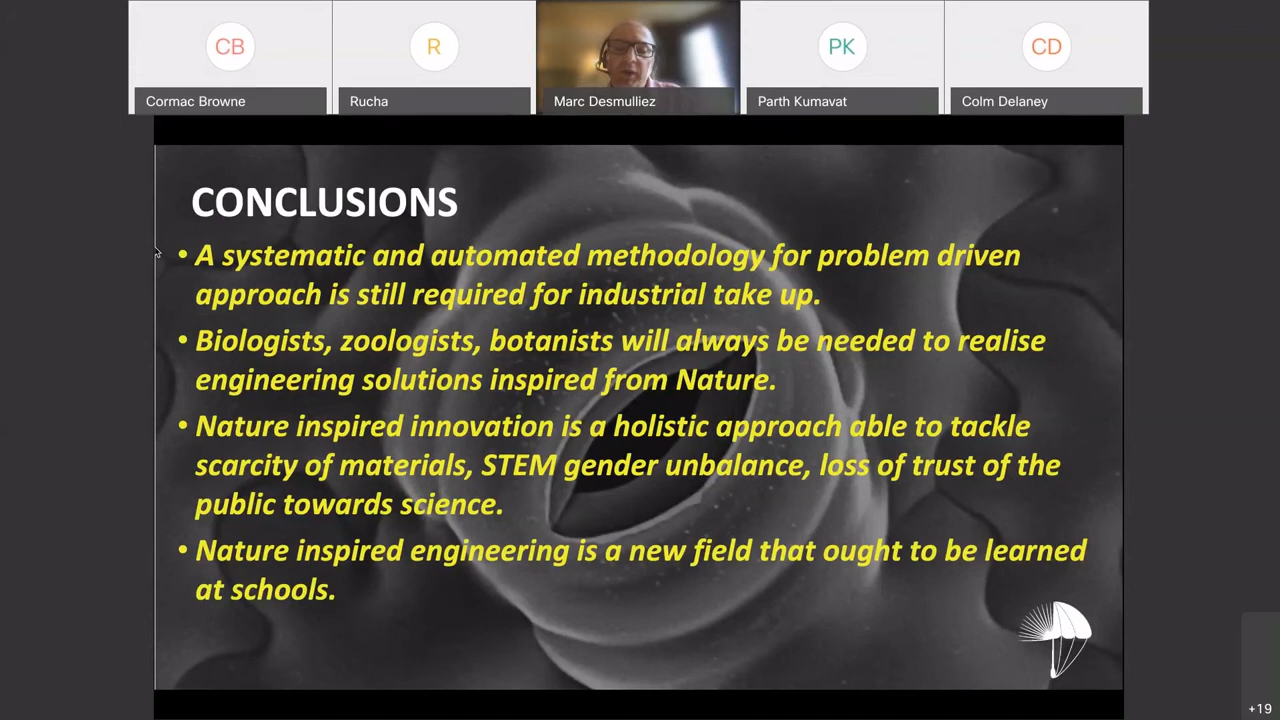 CB
R
PK
CD
Cormac Browne
Rucha
Marc Desmulliez
Parth Kumavat
Colm Delaney
CONCLUSIONS
• A systematic and automated methodology for problem driven
approach is still required for industrial take up.
• Biologists, zoologists, botanists will always be needed to realise
engineering solutions inspired from Nature.
• Nature inspired innovation is a holistic approach able to tackle
scarcity of materials, STEM gender unbalance, loss of trust of the
public towards science.
• Nature inspired engineering is a new field that ought to be learned
at schools.
+19